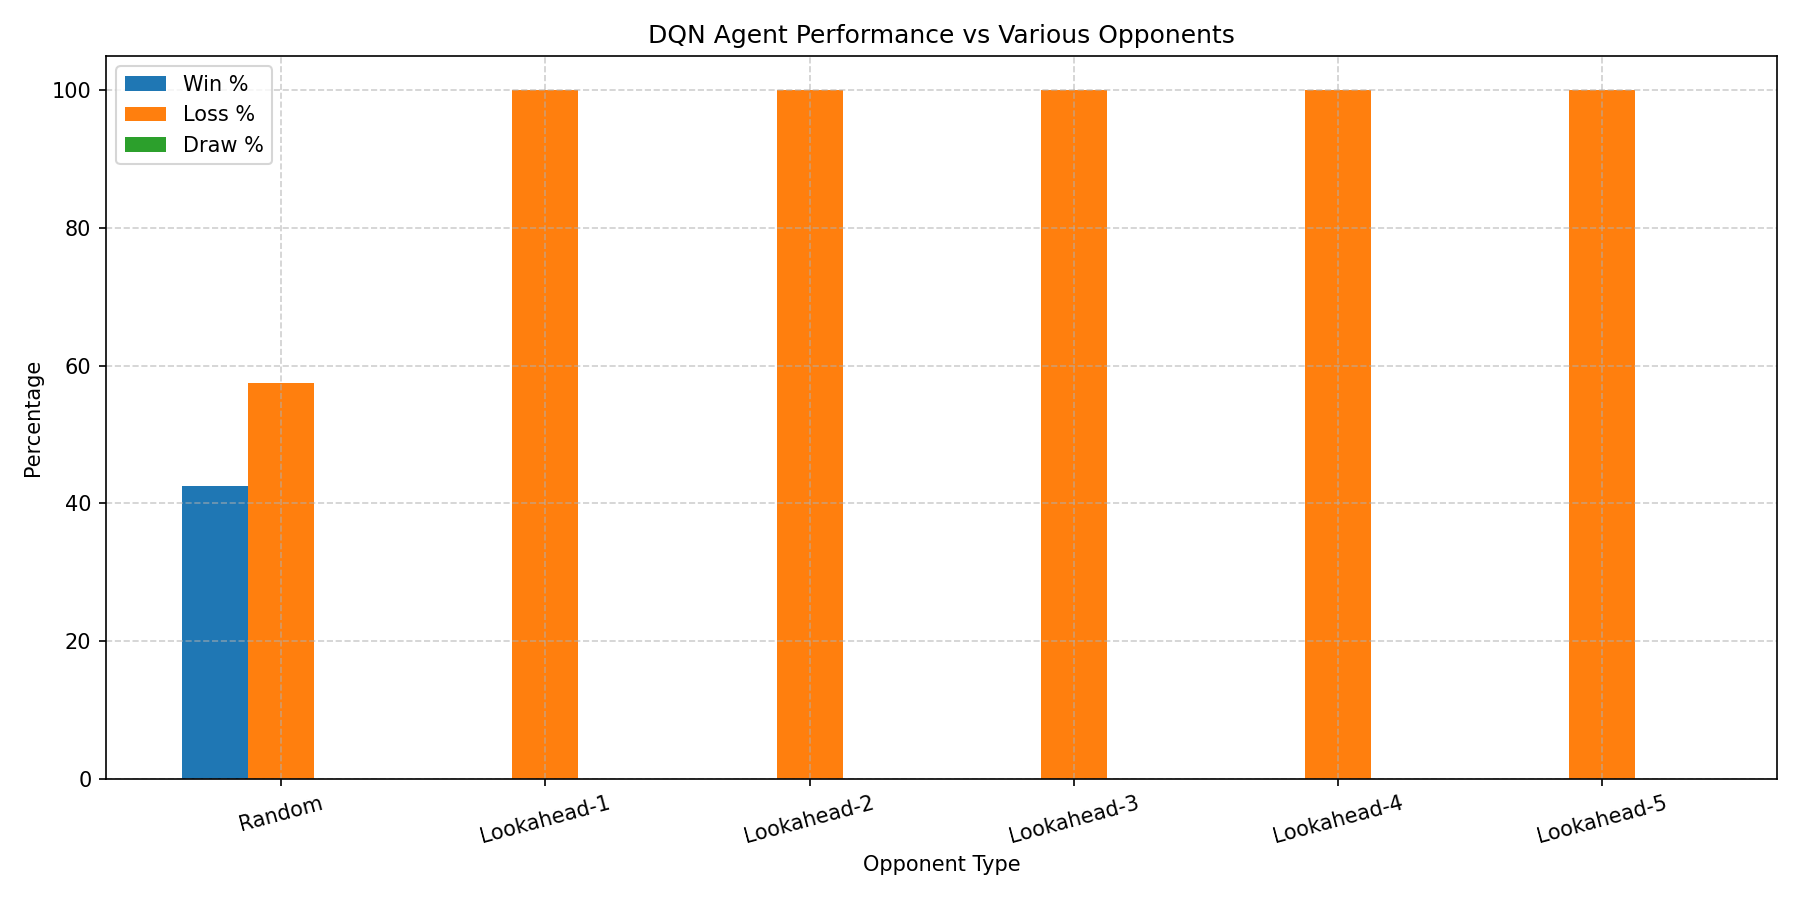 DQN Agent Performance vs Various Opponents
Win %
Loss %
Draw %
100
80
60
40
20
0
Percentage
Random
Lookahead-1
Lookahead-2
Lookahead-3
Lookahead-4
Lookahead-5
Opponent Type